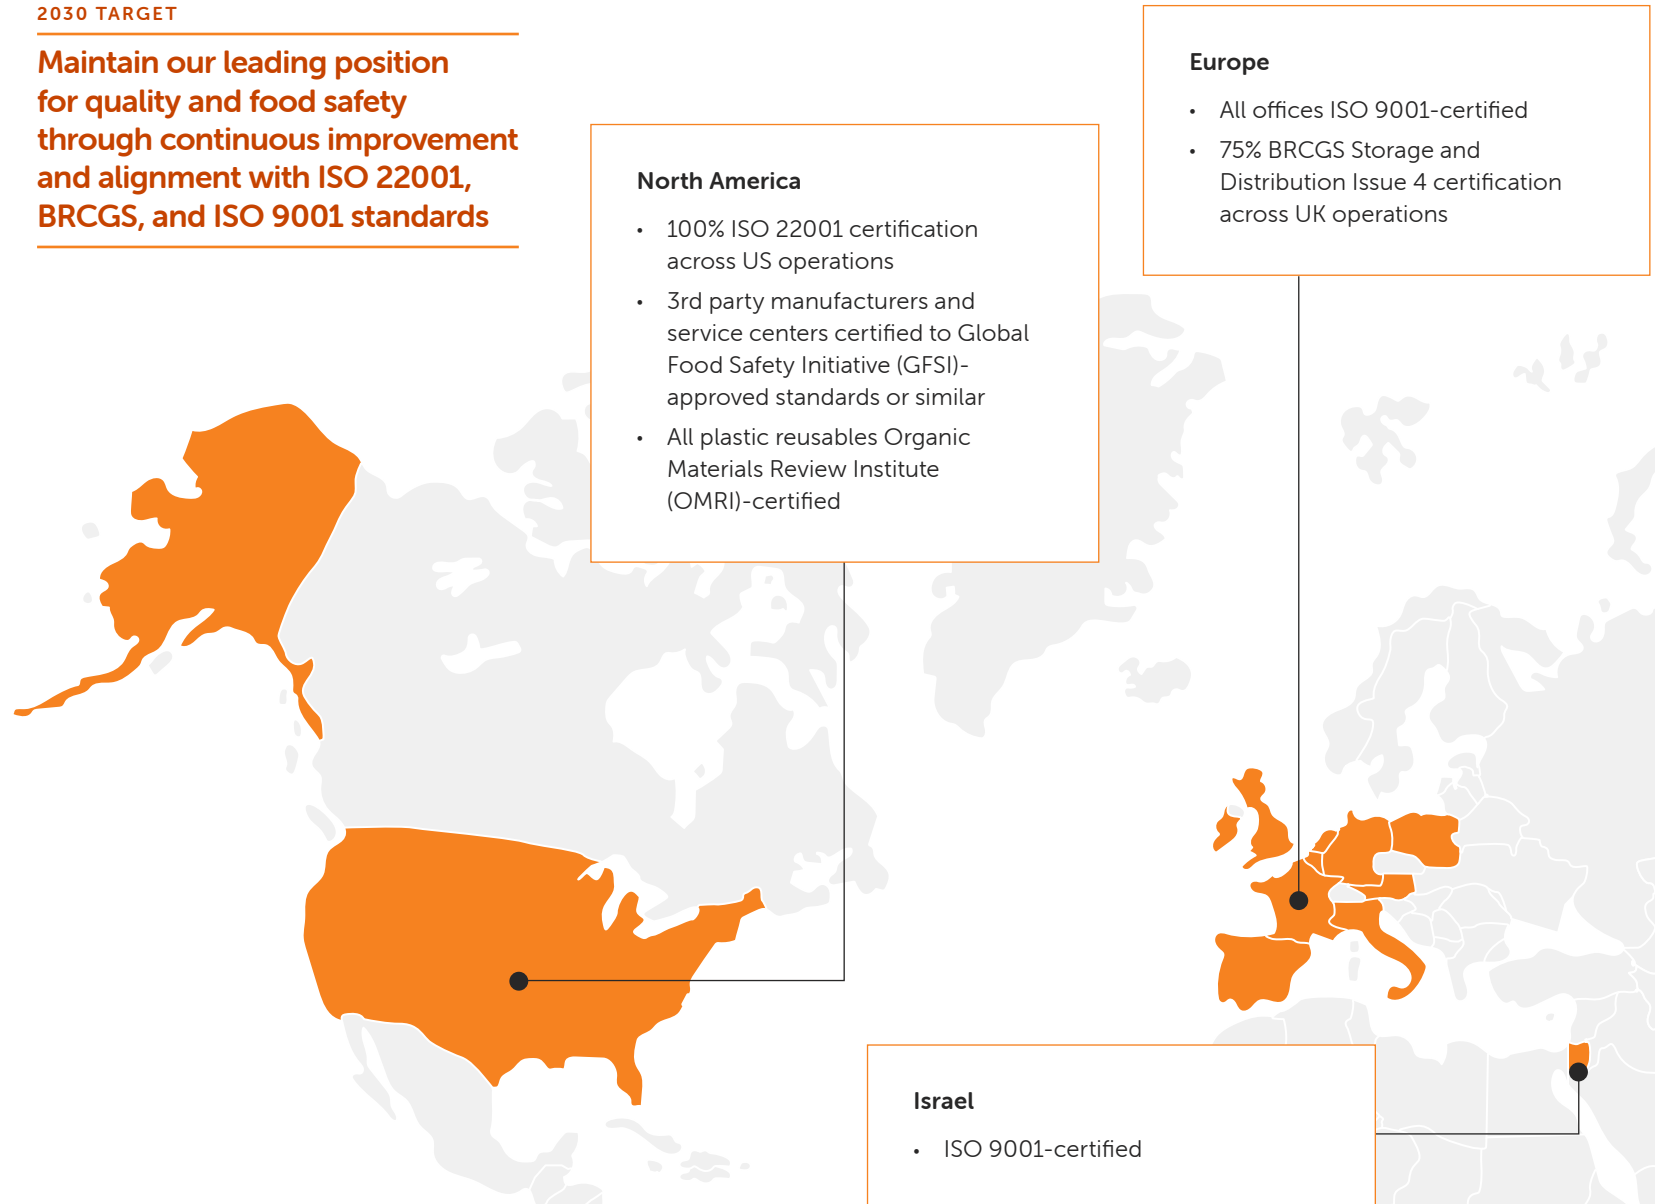 2030 TARGET
Maintain our leading position
for quality and food safety
through continuous improvement
and alignment with ISO 22001,
BRCGS, and ISO 9001 standards
North America
• 100% ISO 22001 certification
across US operations
• 3rd party manufacturers and
service centers certified to Global
Food Safety Initiative (GFSI)-
approved standards or similar
• All plastic reusables Organic
Materials Review Institute
(OMRI)-certified
Europe
• All offices ISO 9001-certified
• 75% BRCGS Storage and
Distribution Issue 4 certification
across UK operations
Israel
• ISO 9001-certified